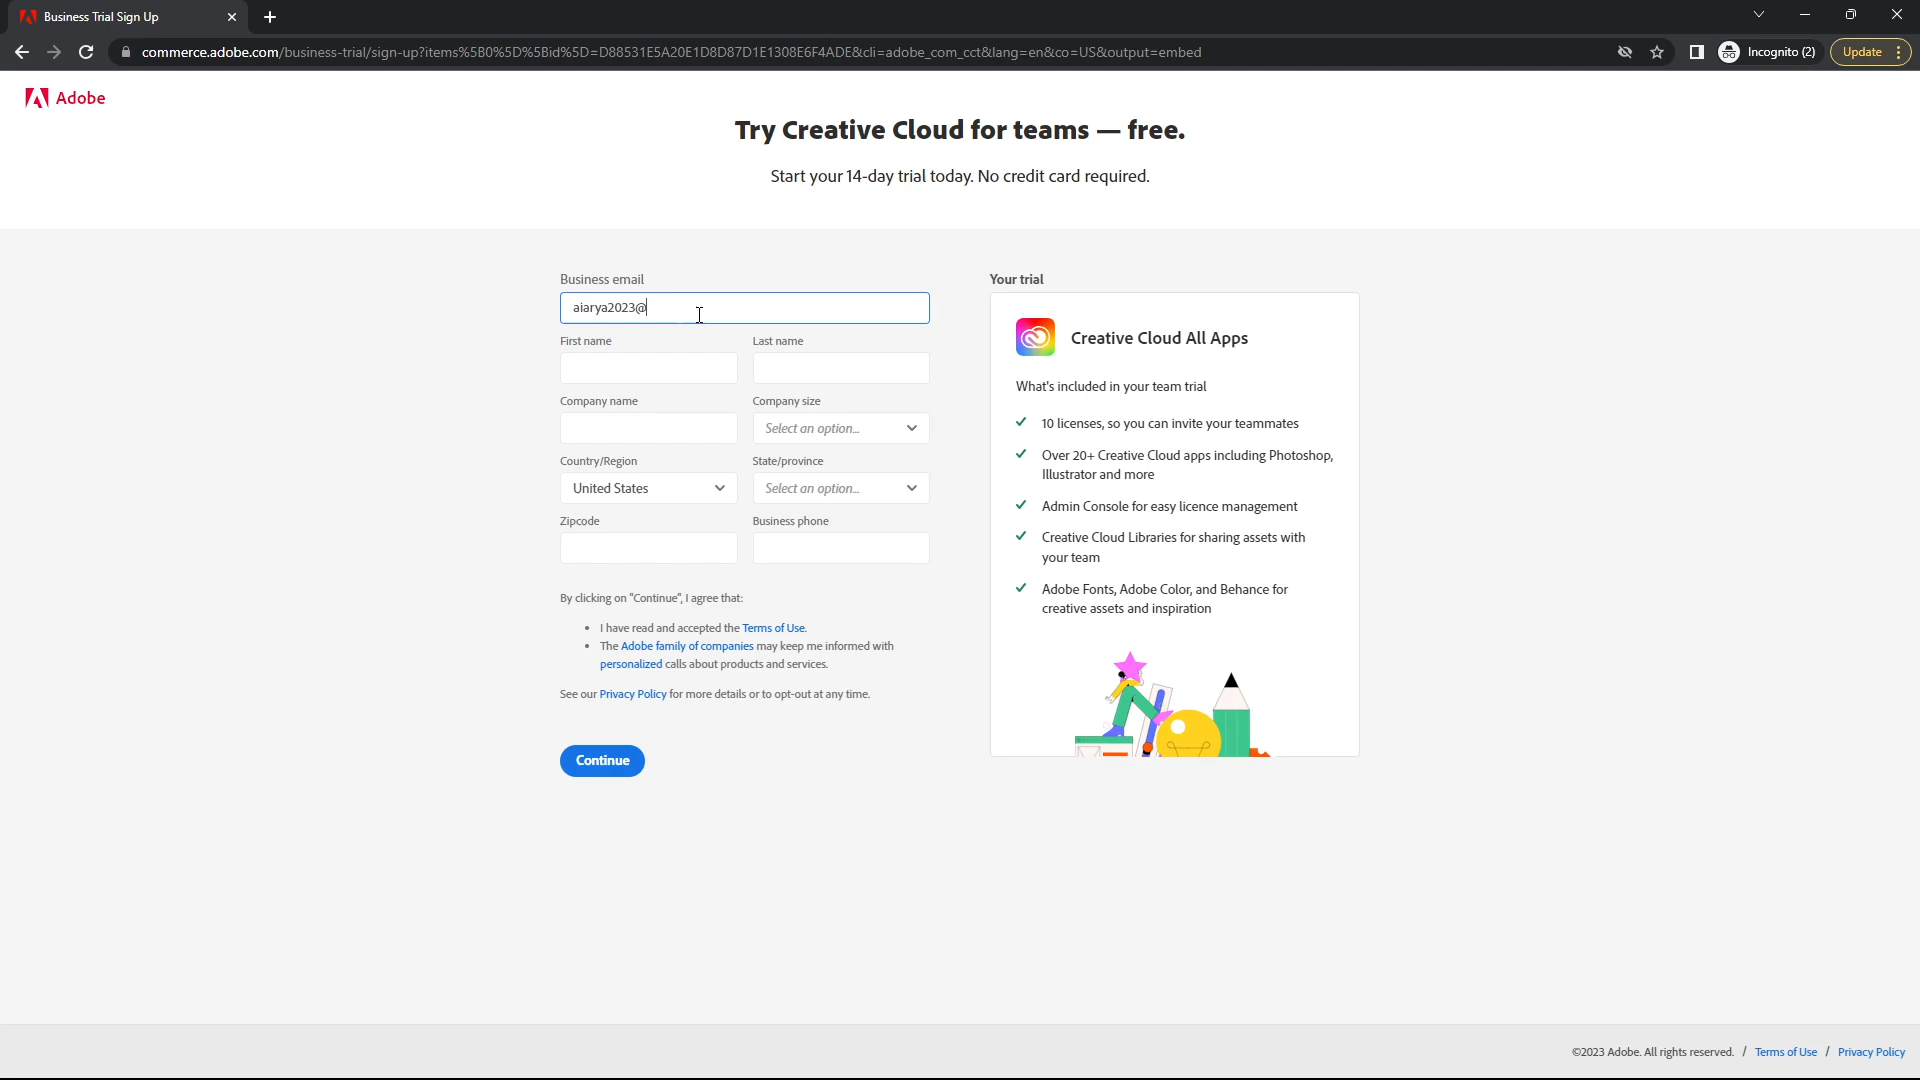 Business Trial Sign Up
commerce.adobe.com/business-trial/sign-up?items%5B0%5D%5Bid%5D=D88531E5A20E1D8D87D1E1308E6F4ADE&cli=adobe_com_cct&lang=en&co=US&output=embed
Incognito (2)
Update
Adobe
Try Creative Cloud for teams — free.
Start your 14-day trial today. No credit card required.
Business email
aiarya2023@
First name
Last name
Company name
Company size
Select an option...
Country/Region
State/province
United States
Select an option...
Zipcode
Business phone
By clicking on "Continue", I agree that:
• I have read and accepted the Terms of Use.
• The Adobe family of companies may keep me informed with
personalized calls about products and services.
See our Privacy Policy for more details or to opt-out at any time.
Continue
Your trial
Creative Cloud All Apps
What's included in your team trial
10 licenses, so you can invite your teammates
Over 20+ Creative Cloud apps including Photoshop,
Illustrator and more
Admin Console for easy licence management
Creative Cloud Libraries for sharing assets with
your team
Adobe Fonts, Adobe Color, and Behance for
creative assets and inspiration
©2023 Adobe. All rights reserved. / Terms of Use / Privacy Policy